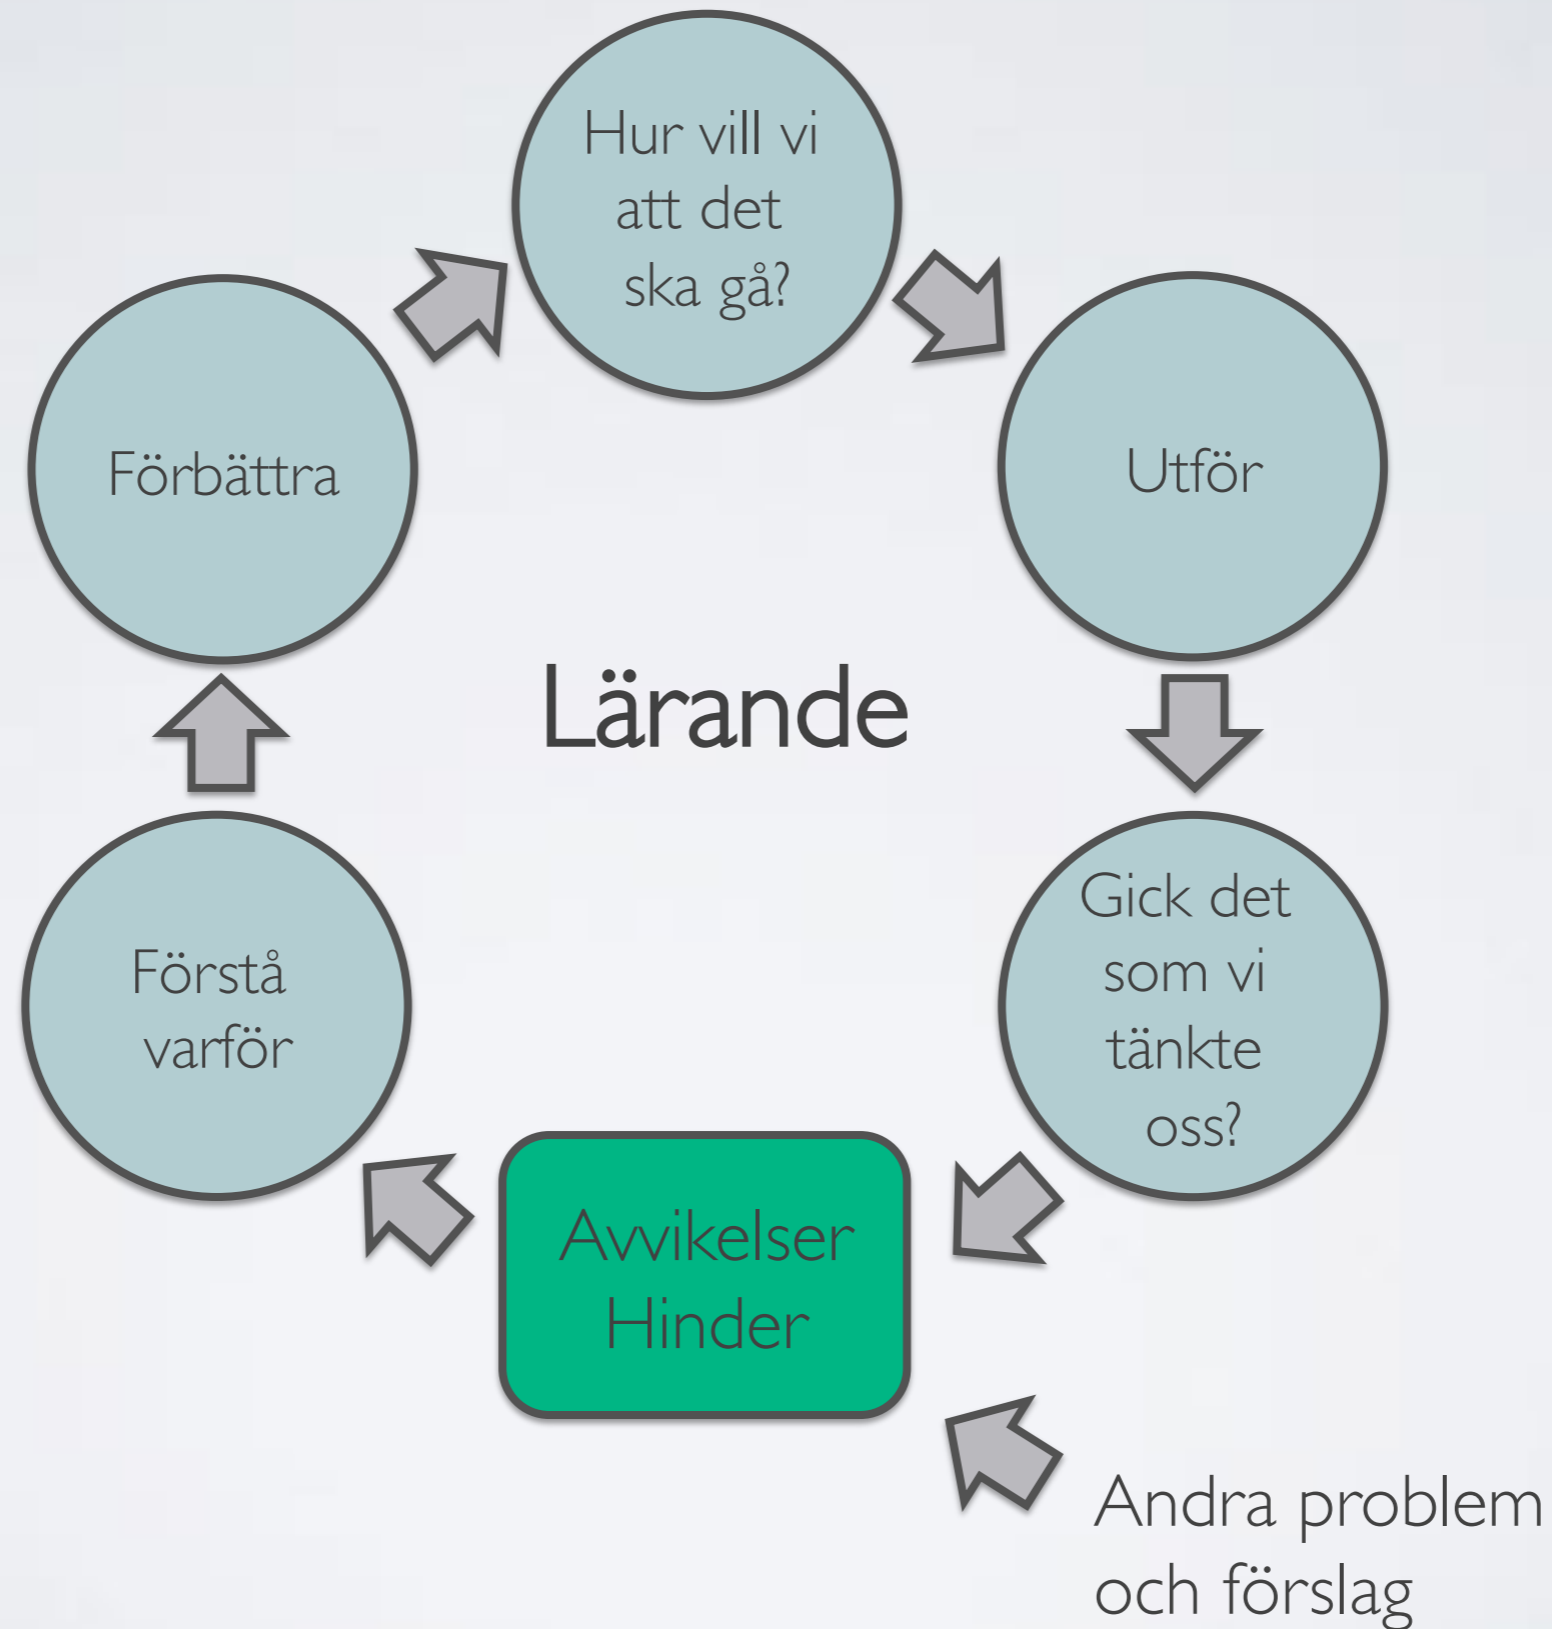 Hur vill vi
att det
ska gå?
Förbättra
Utför
Lärande
Gick det
som vi
tänkte
oss?
Förstå
varför
Avvikelser
Hinder
Andra problem
och förslag